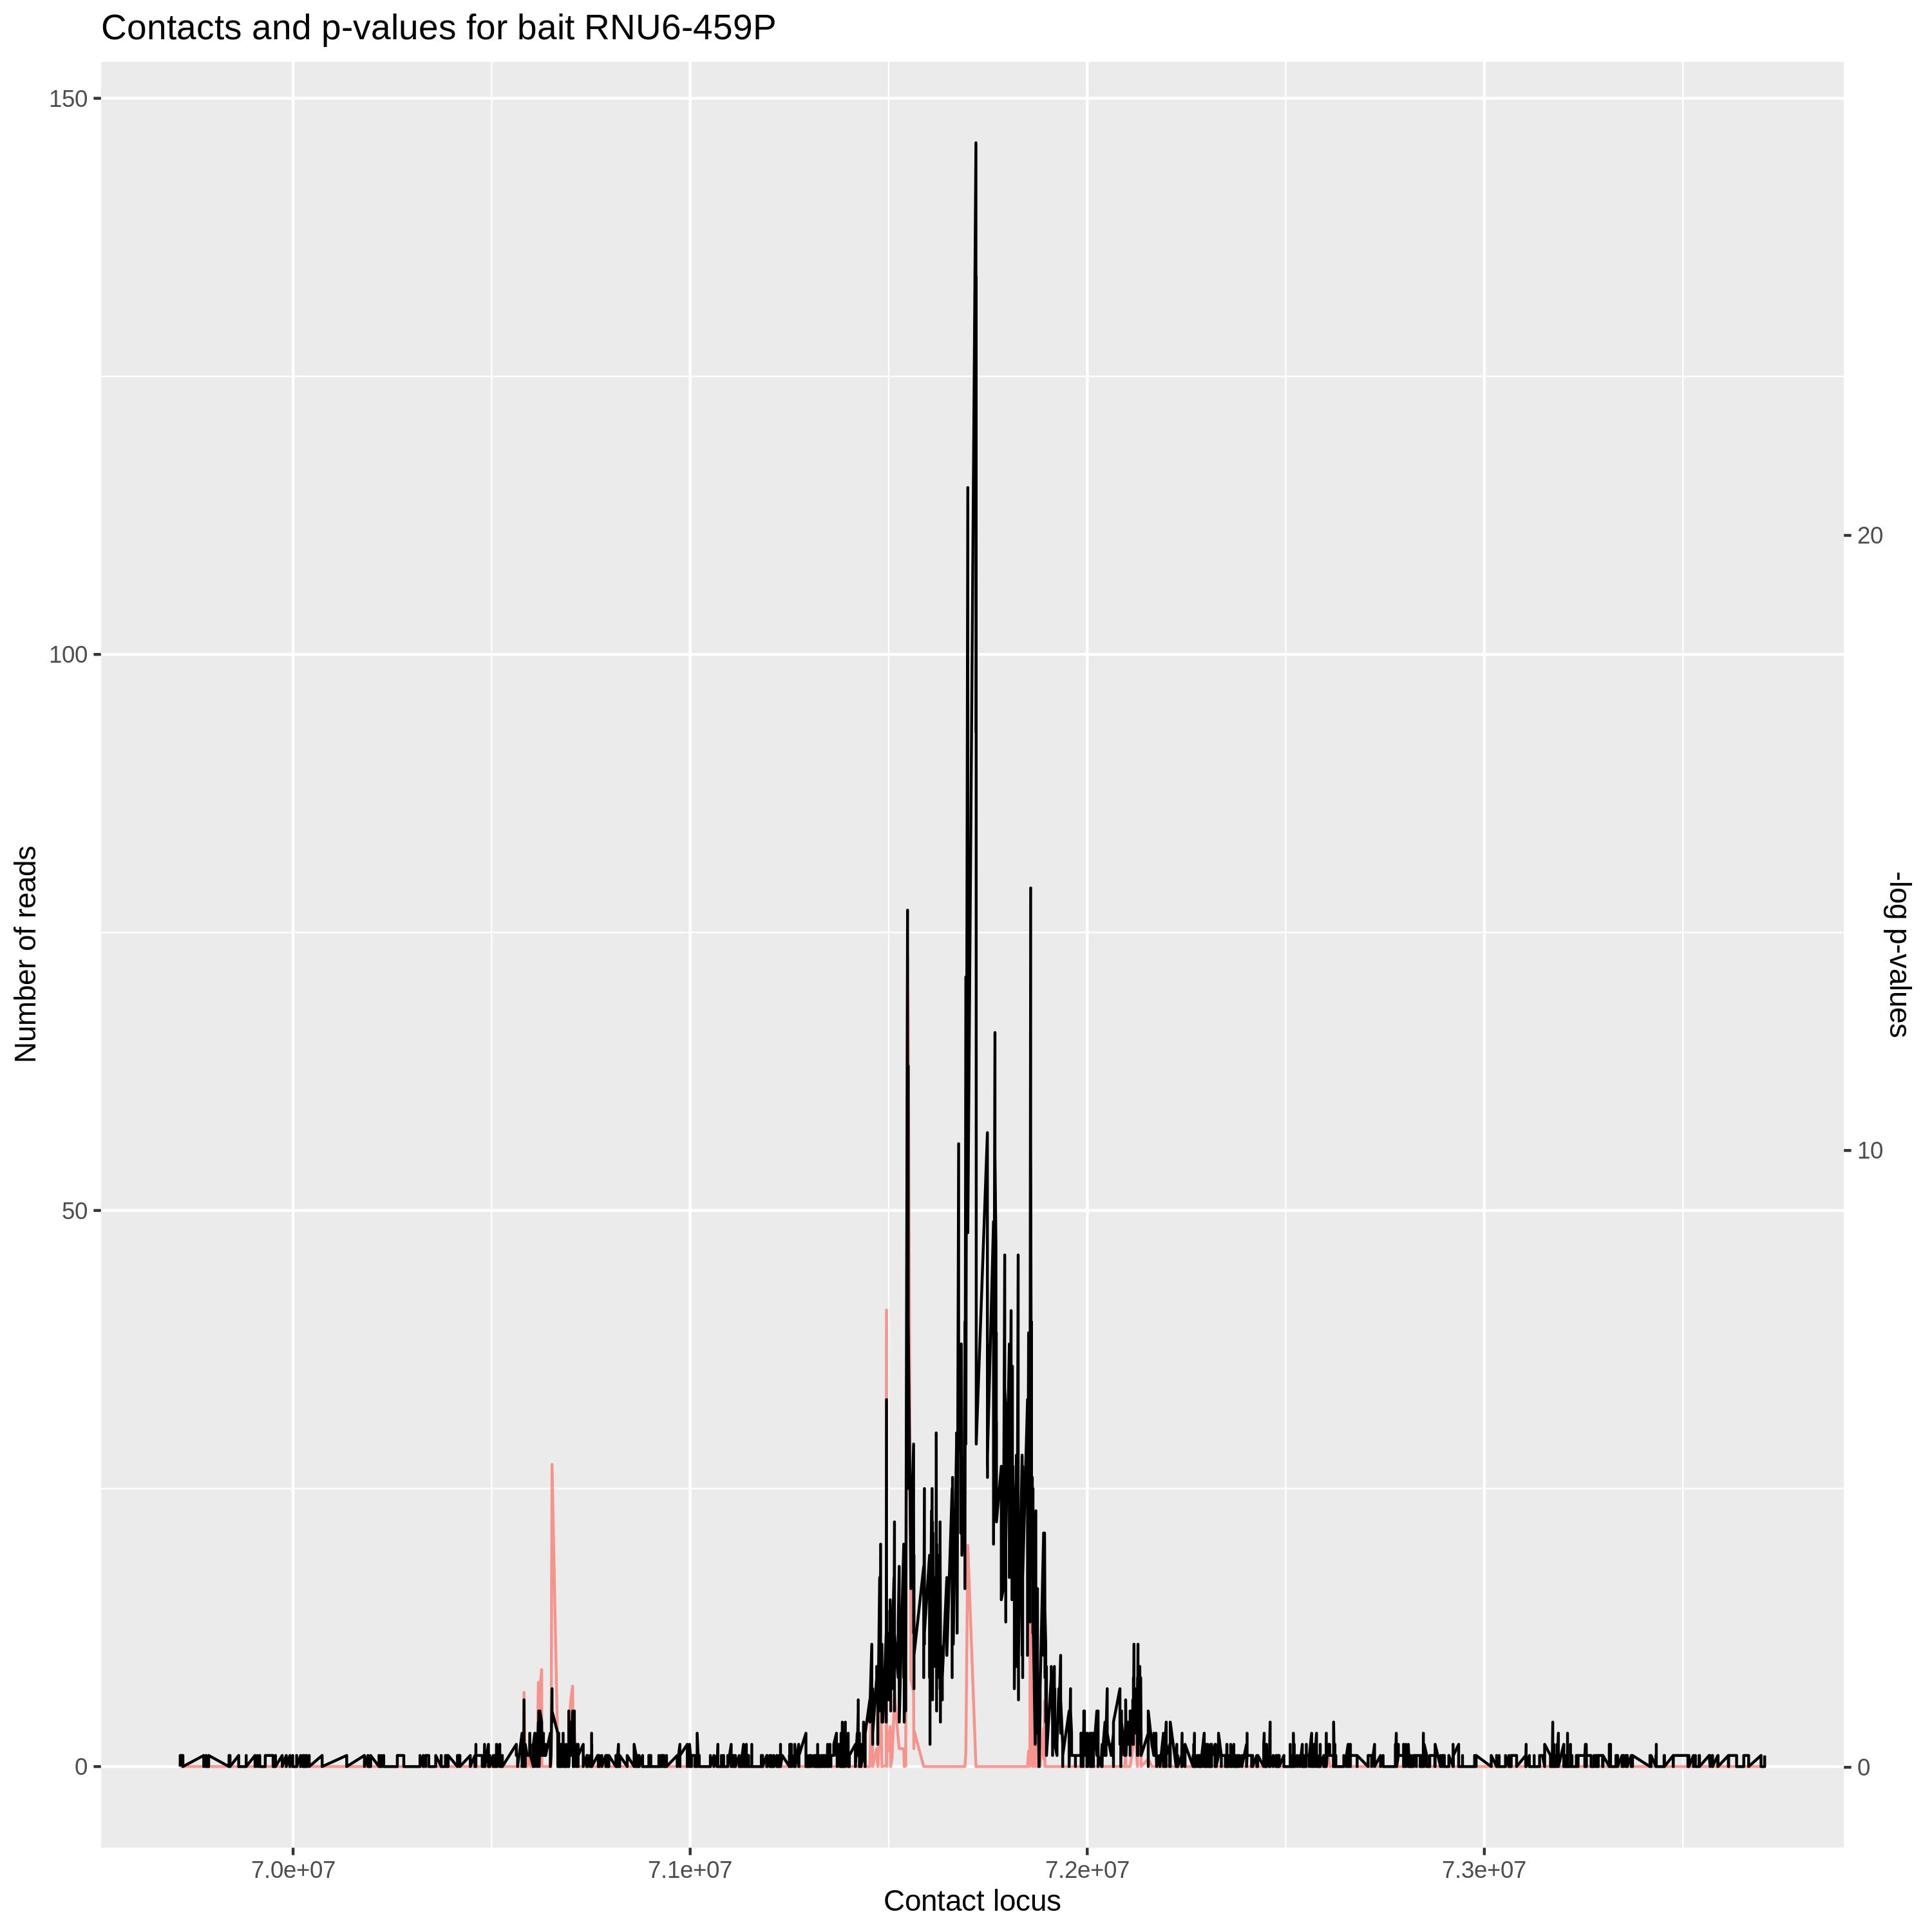 Contacts and p-values for bait RNU6-459P
150
100
50
0
Number of reads
20
10
0
-log p-values
7.0e+07
7.1e+07
7.2e+07
7.3e+07
Contact locus